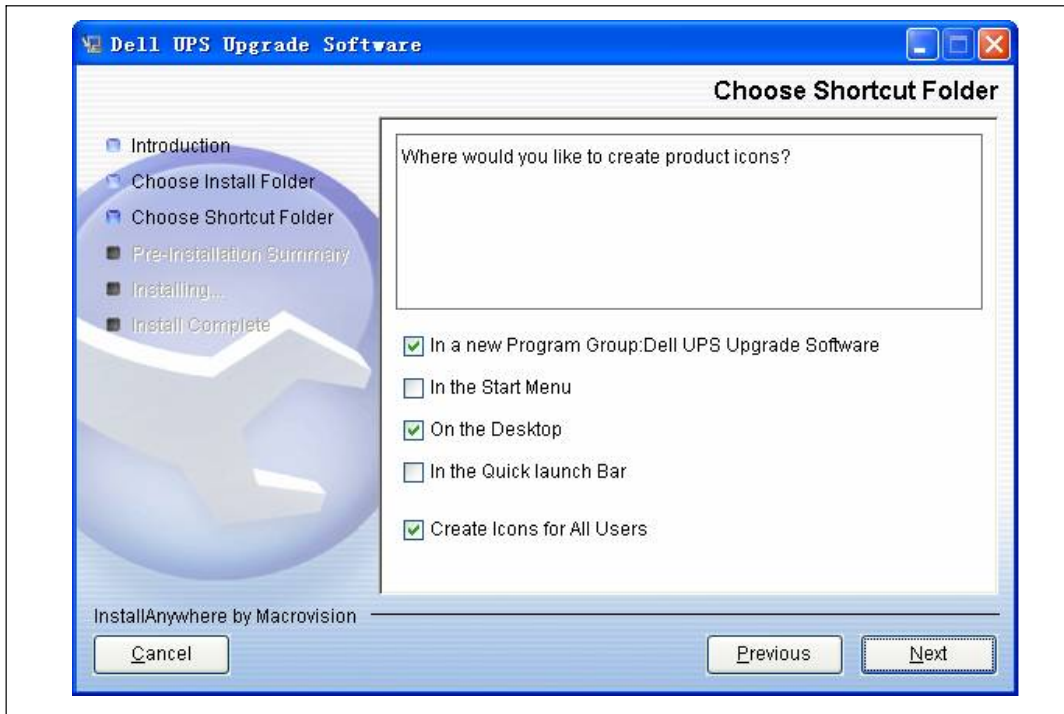 Dell UPS Upgrade Software
Choose Shortcut Folder
Introduction
Choose Install Folder
Choose Shortcut Folder
Pre-Installation Summary
Installing...
Install Complete
Where would you like to create product icons?
In a new Program Group:Dell UPS Upgrade Software
In the Start Menu
On the Desktop
In the Quick launch Bar
Create Icons for All Users
InstallAnywhere by Macrovision
Cancel
Previous
Next